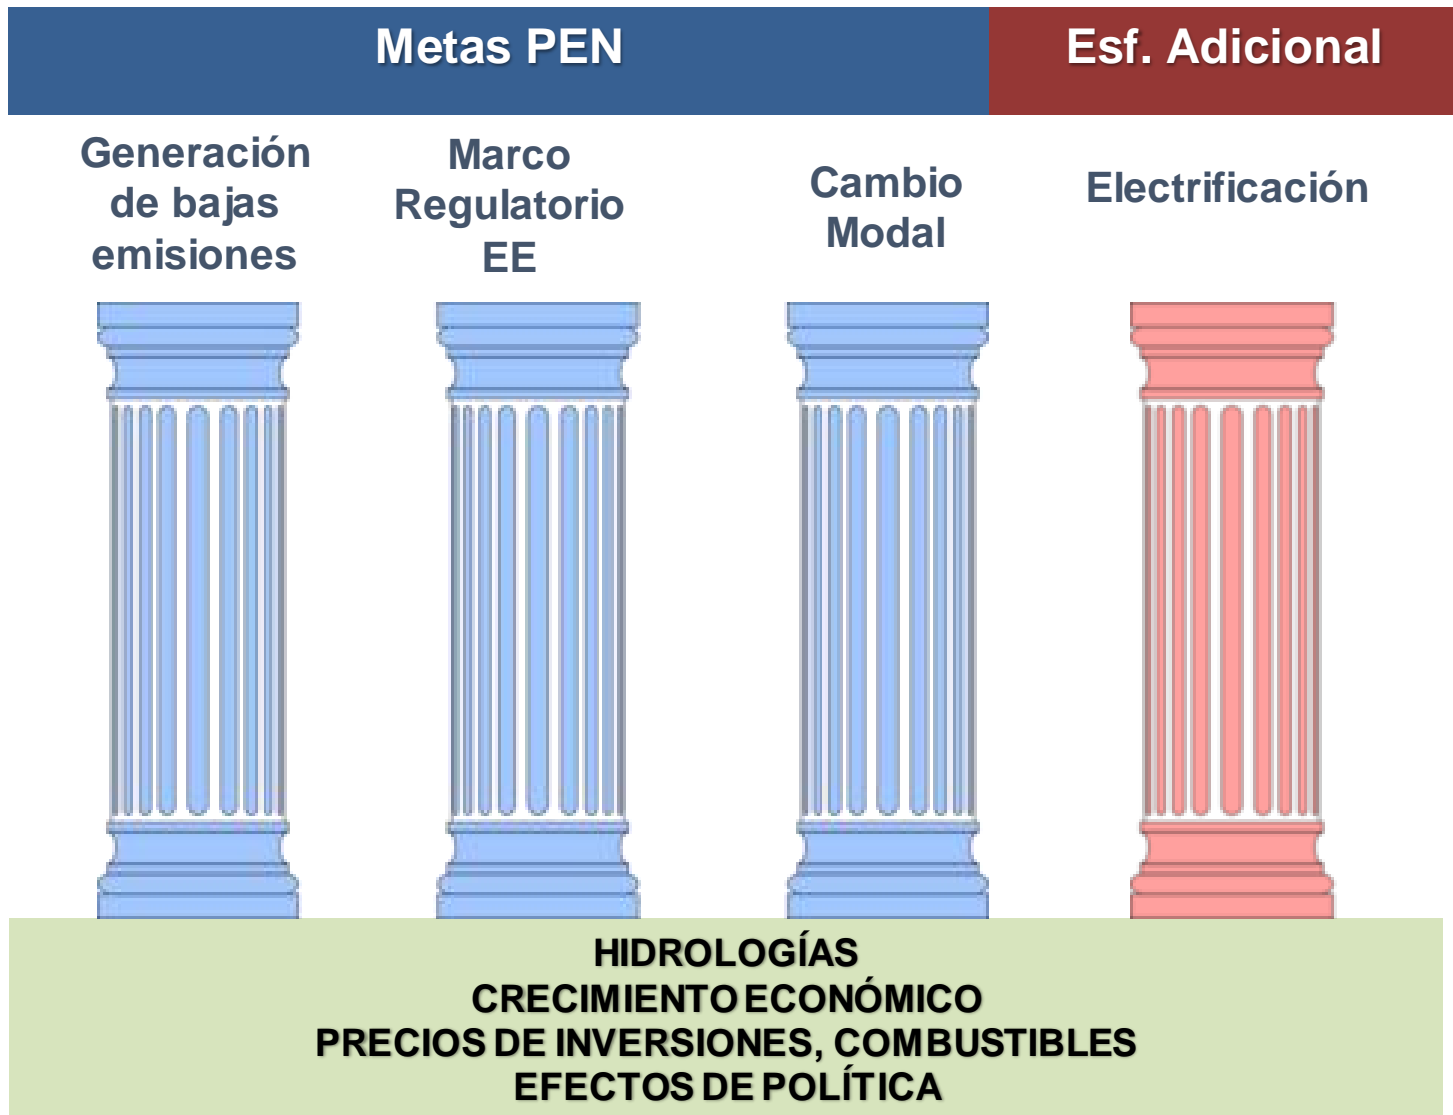 Metas PEN
Esf. Adicional
Generación
de bajas
emisiones
Marco
Regulatorio
EE
Cambio
Modal
Electrificación
HIDROLOGÍAS
CRECIMIENTO ECONÓMICO
PRECIOS DE INVERSIONES, COMBUSTIBLES
EFECTOS DE POLÍTICA